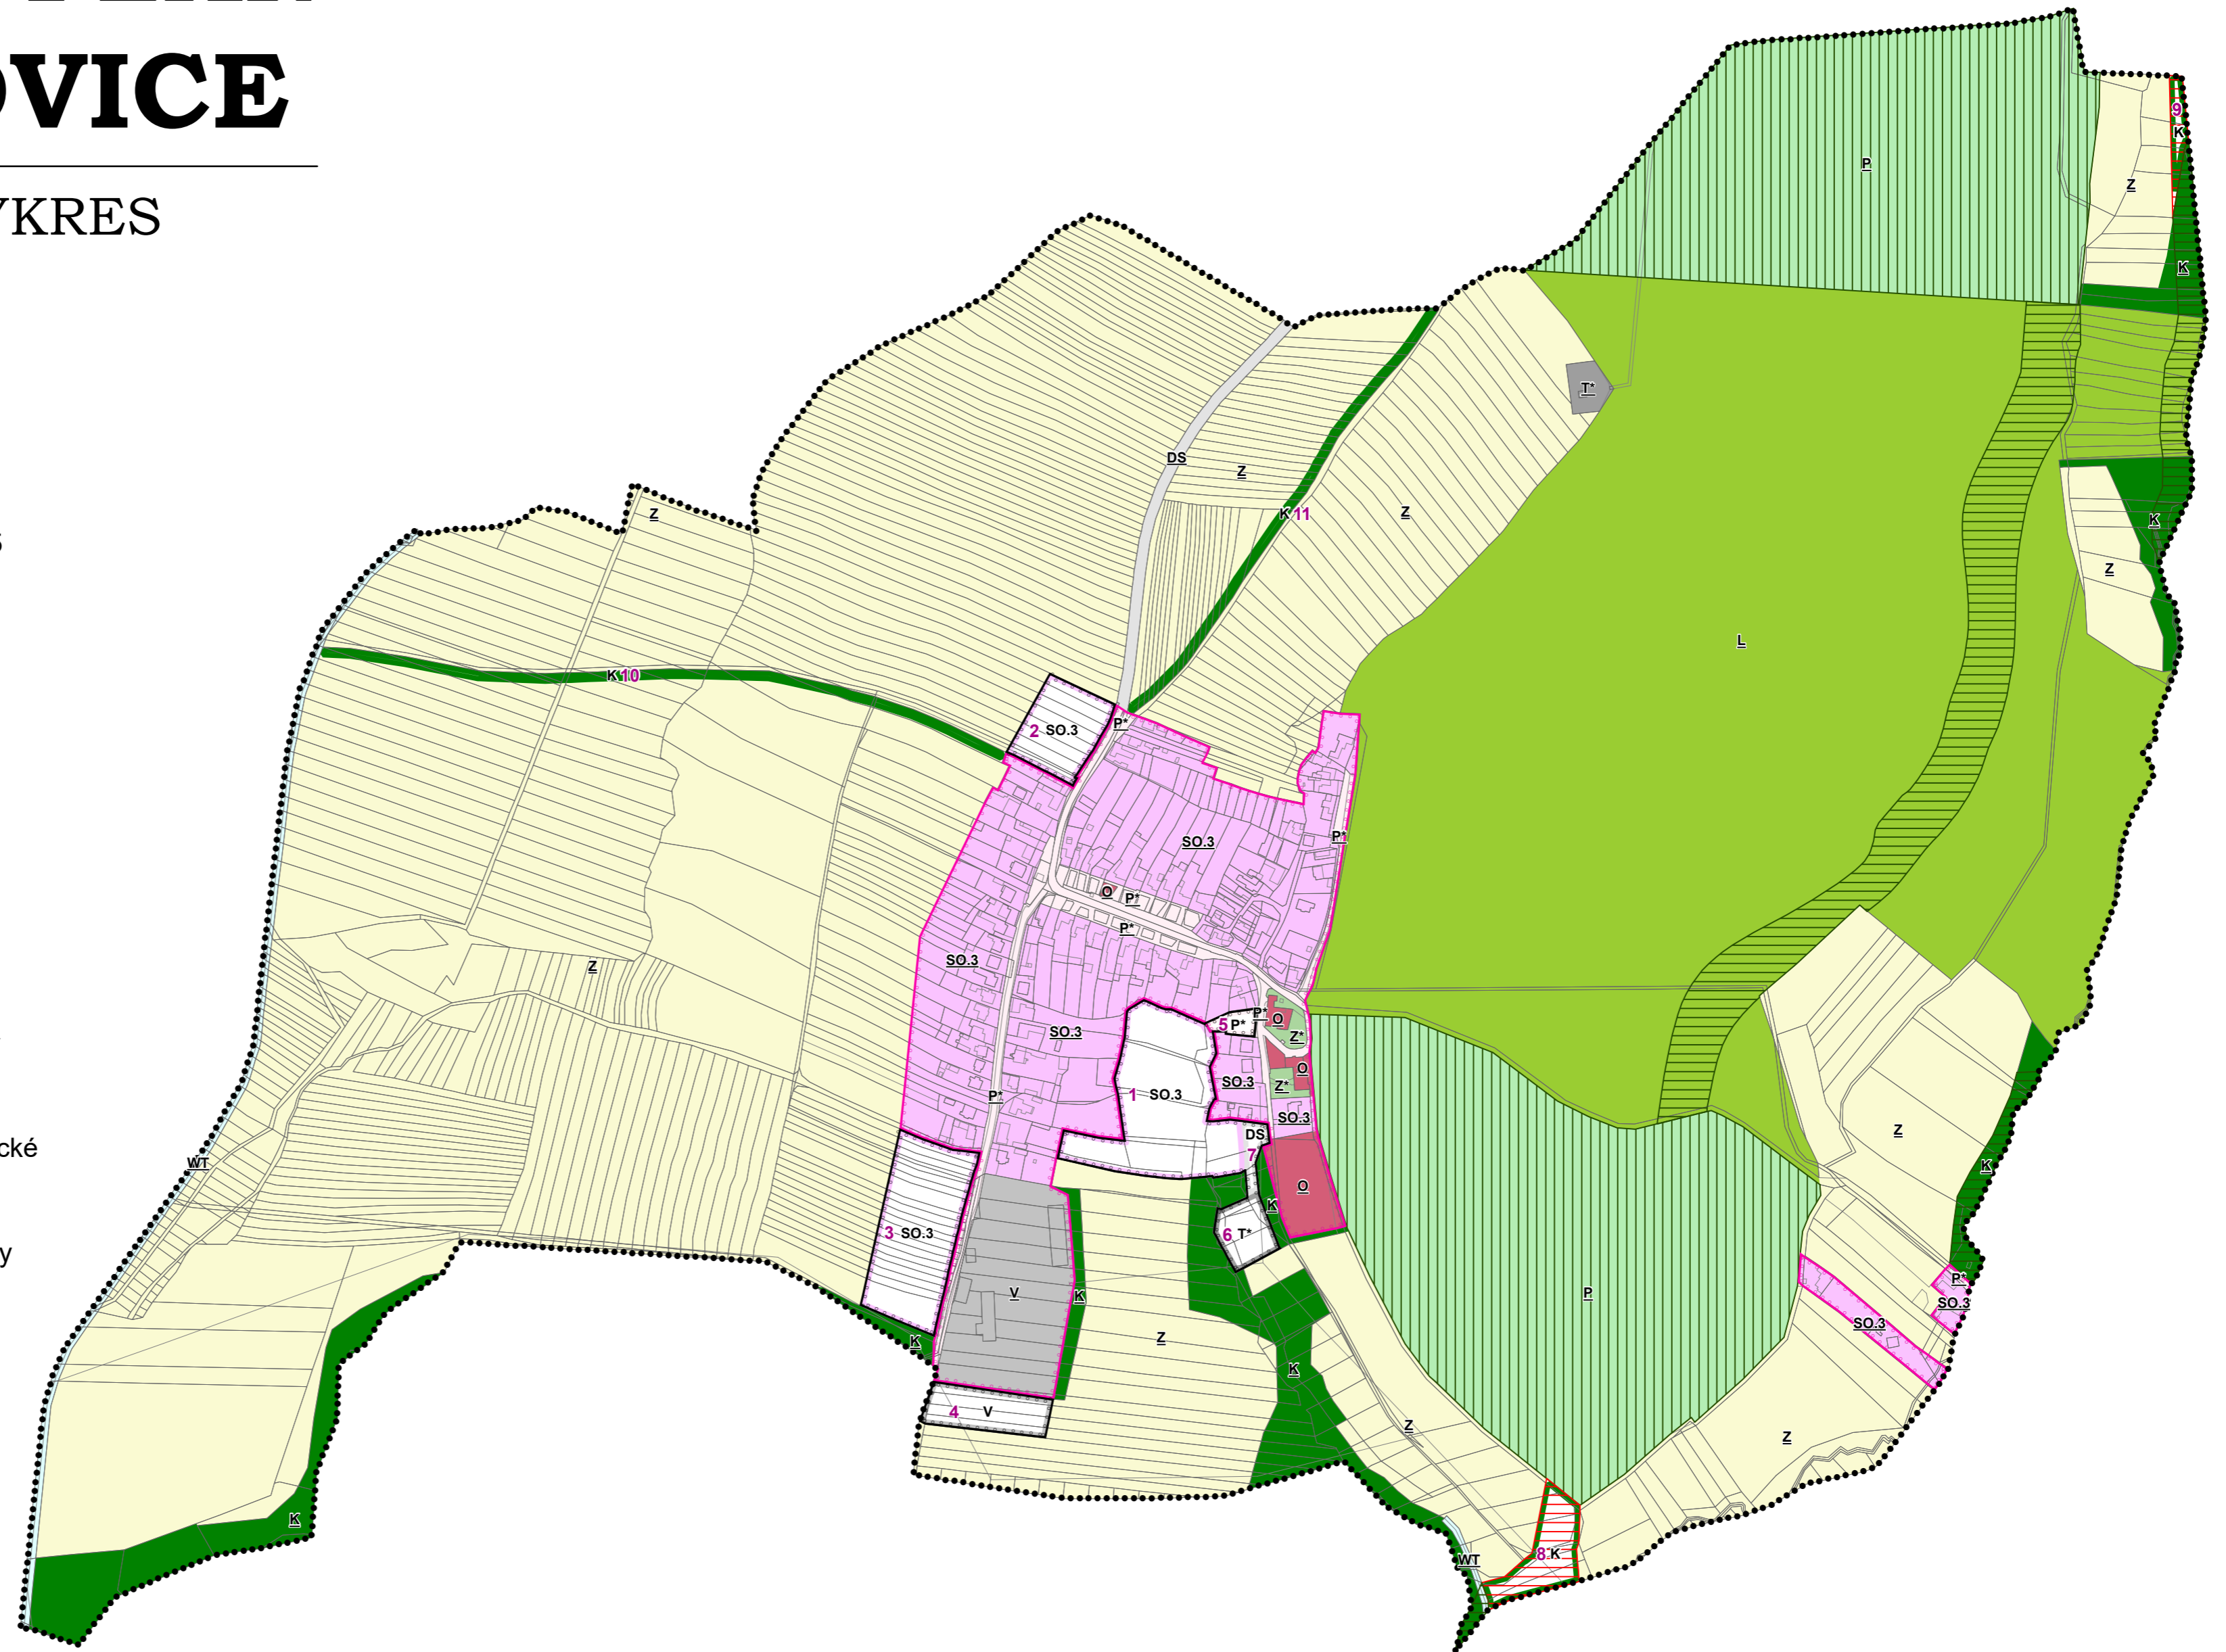 OVICE
YKRES
cké
y
P
9
K
Z
K
T*
DS
Z
K 11
Z
Z
K
Z
L
K 10
2 SO.3
P*
SO.3
P*
O
P*
P*
SO.3
Z
SO.3
5 P*
P*
O
Z*
O
SO.3
Z*
1 SO.3
P*
SO.3
DS
7
Z
K
WT
O
K
3 SO.3
6 T*
V
K
P
P*
SO.3
SO.3
K
Z
K
4 V
Z
Z
K
8 K
WT